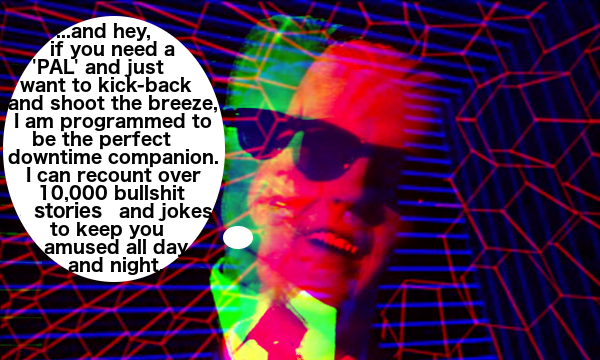 ...and hey,
if you need a
'PAL' and just
want to kick-back
and shoot the breeze,
I am programmed to
be the perfect
downtime companion.
I can recount over
10,000 bullshit
stories and jokes
to keep you
amused all day
and night.